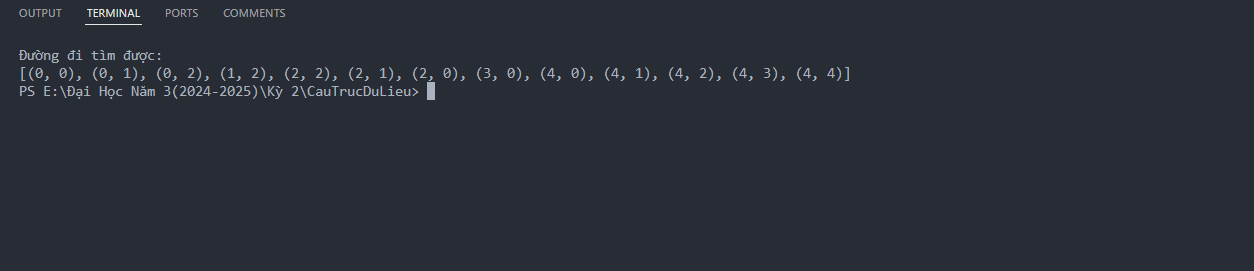 OUTPUT TERMINAL PORTS COMMENTS
Đường đi tìm được:
[(0, 0), (0, 1), (0, 2), (1, 2), (2, 2), (2, 1), (2, 0), (3, 0), (4, 0), (4, 1), (4, 2), (4, 3), (4, 4)]
PS E:\Đại Học Năm 3(2024-2025)\Kỳ 2\CauTrucDuLieu>